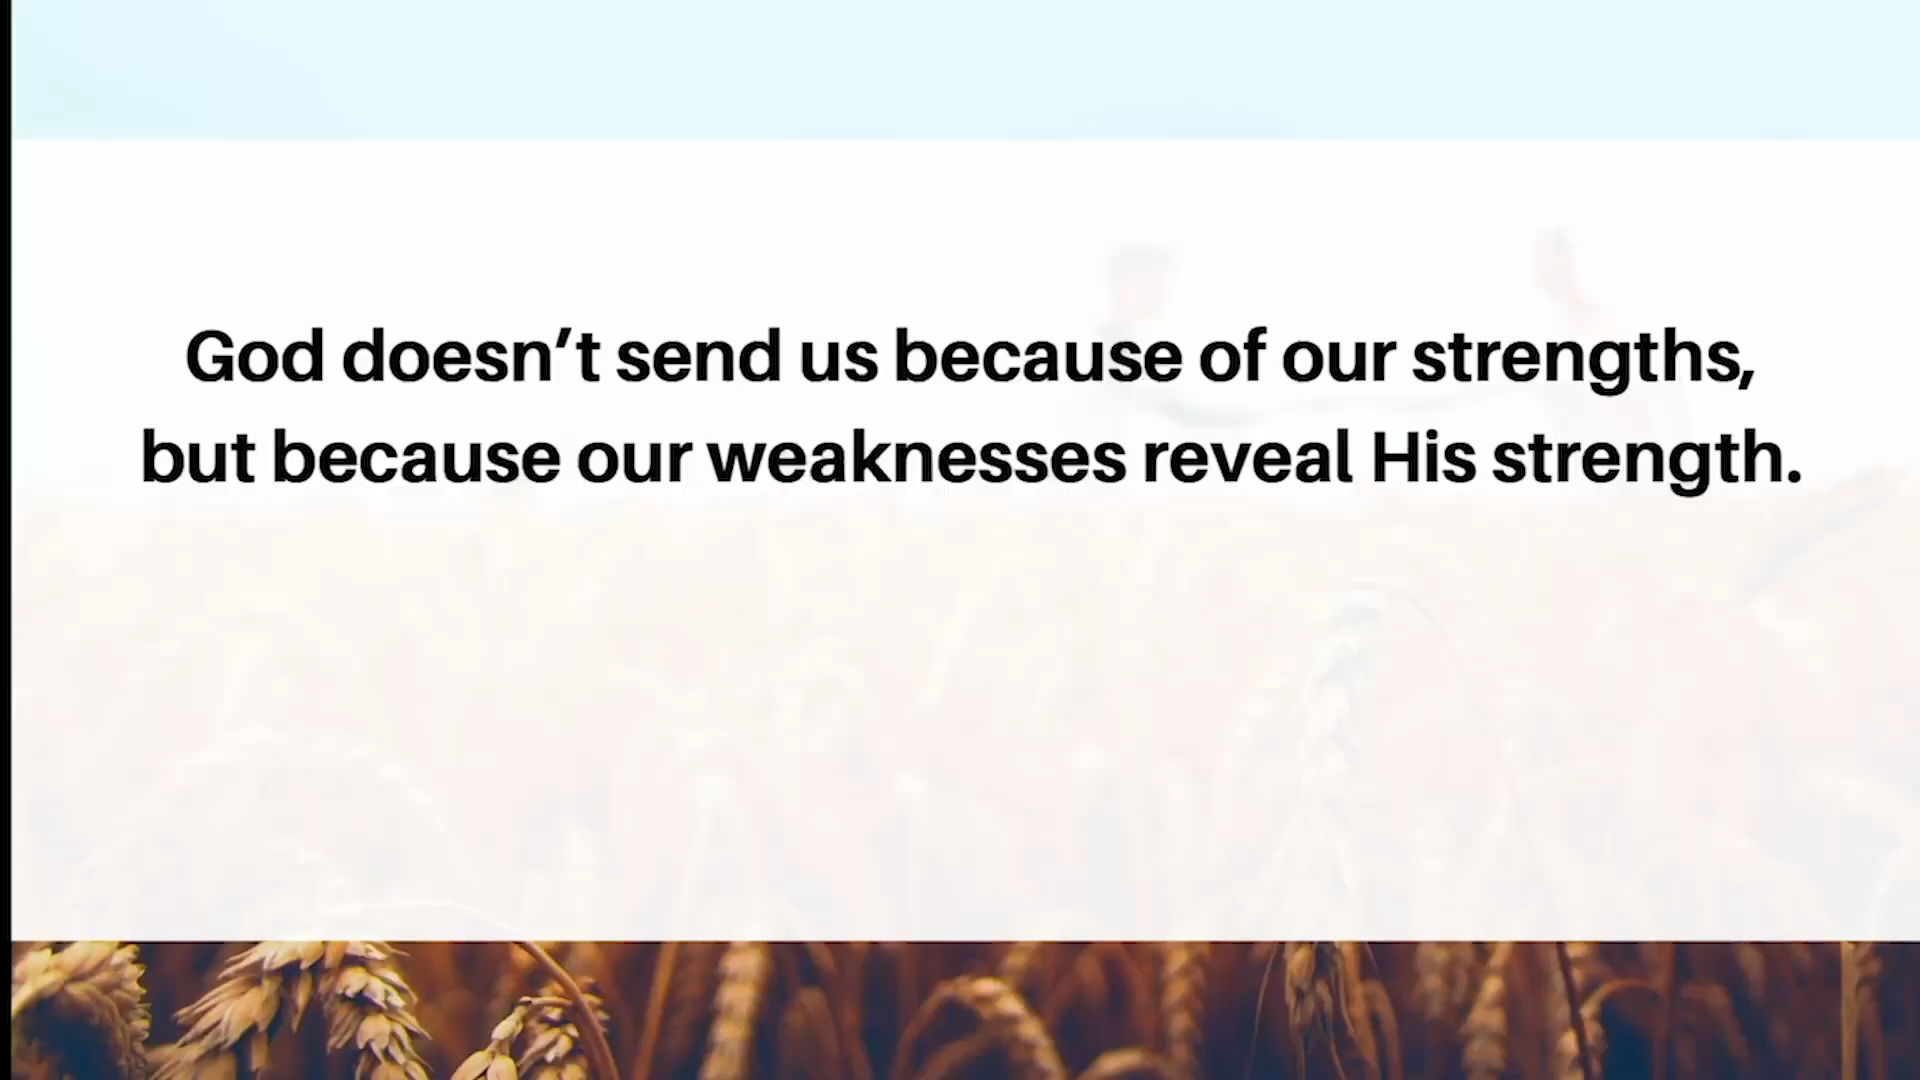 God doesn’t send us because of our strengths,
but because our weaknesses reveal His strength.